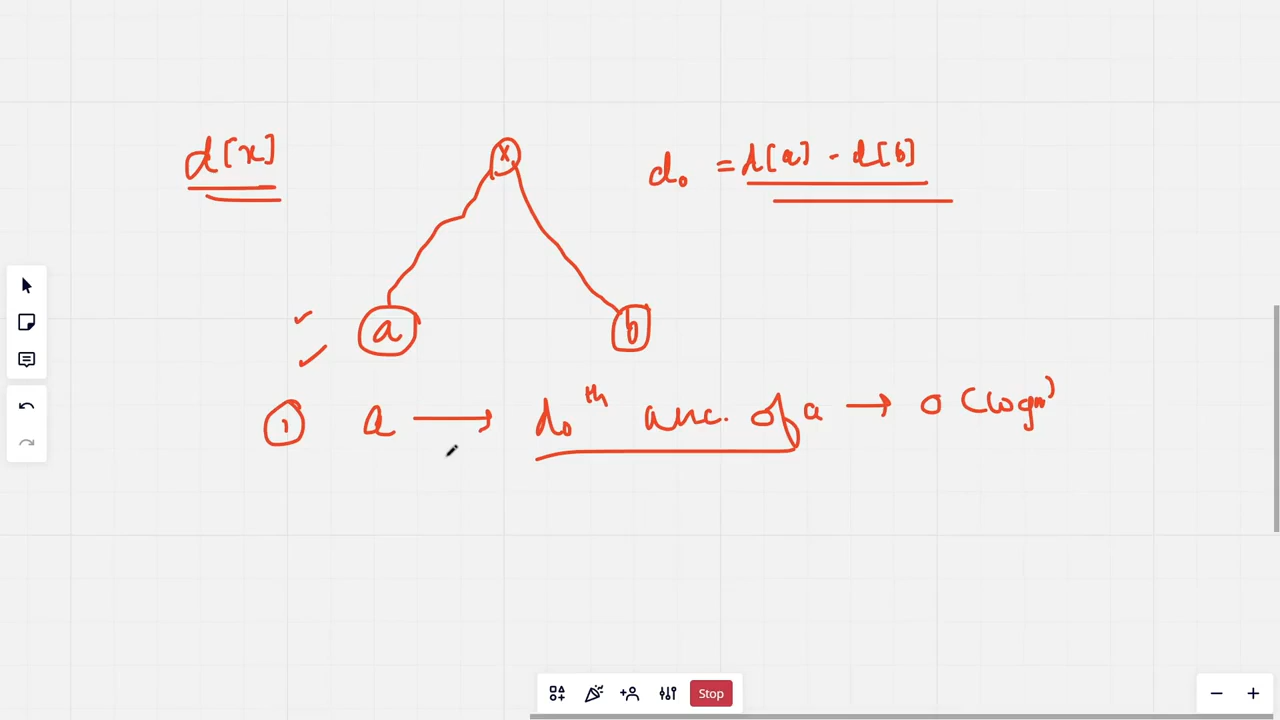 d[x]
x
d₀ = d[a] - d[b]
a
b
① a → d₀ᵗʰ anc. of a → O(logn)
Stop